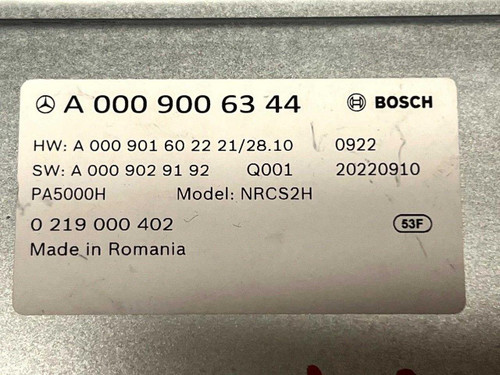 A 000 900 63 44 BOSCH
HW: A 000 901 60 22 21/28.10 0922
SW: A 000 902 91 92 Q001 20220910
PA5000H Model: NRCS2H
0 219 000 402 53F
Made in Romania